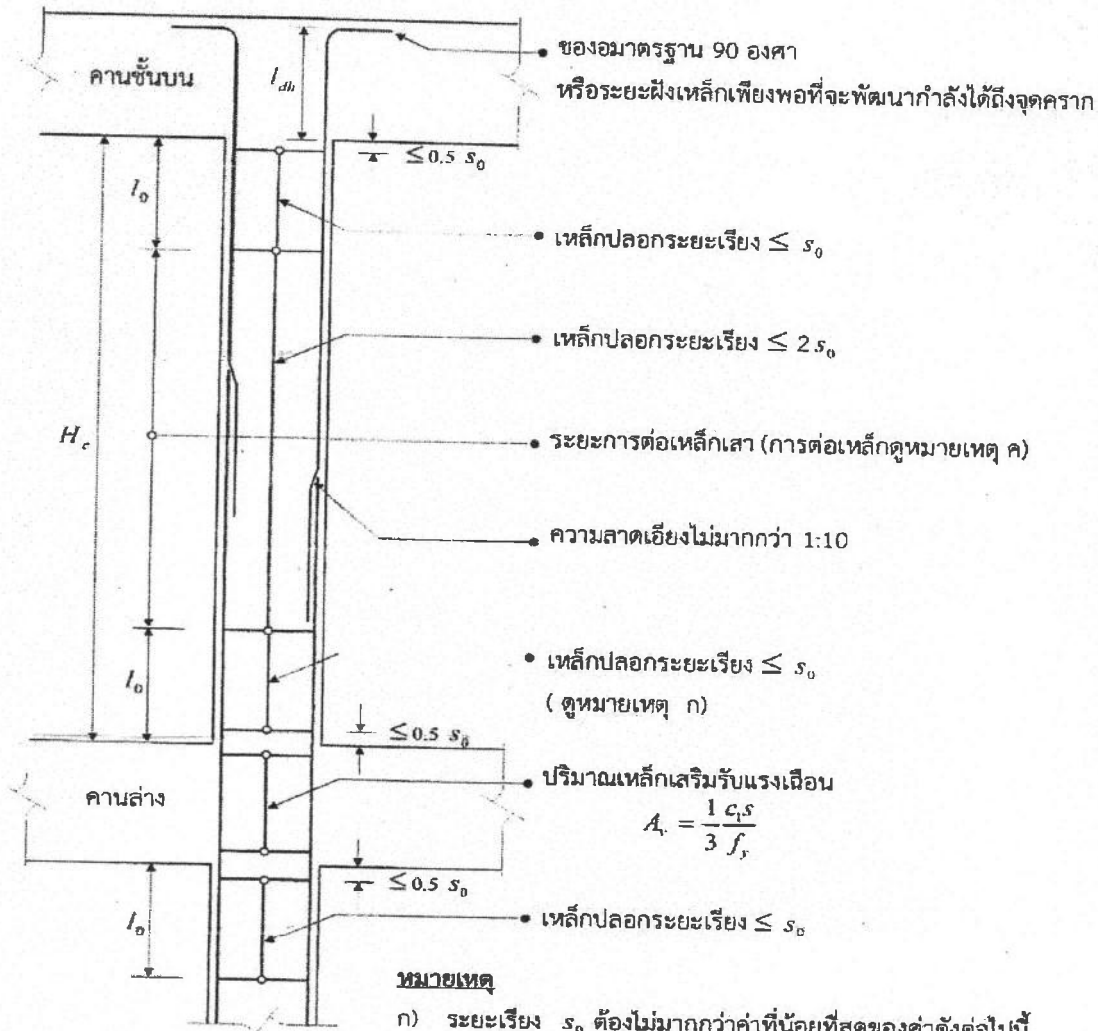 ของอมาตรฐาน 90 องศา
หรือระยะฝังเหล็กเพียงพอที่จะพัฒนากำลังได้ถึงจุดคราก
คานชั้นบน
l_dh
≤ 0.5 s₀
l₀
เหล็กปลอกระยะเรียง ≤ s₀
เหล็กปลอกระยะเรียง ≤ 2s₀
H_c
ระยะการต่อเหล็กเสา (การต่อเหล็กดูหมายเหตุ ค)
ความลาดเอียงไม่มากกว่า 1:10
l₀
เหล็กปลอกระยะเรียง ≤ s₀
( ดูหมายเหตุ ก)
≤ 0.5 s₀
คานล่าง
ปริมาณเหล็กเสริมรับแรงเฉือน
A_v = 1/3 c₁s/f_y
≤ 0.5 s₀
l₀
เหล็กปลอกระยะเรียง ≤ s₀
หมายเหตุ
ก) ระยะเรียง s₀ ต้องไม่มากกว่าค่าที่น้อยที่สุดของค่าดังต่อไปนี้